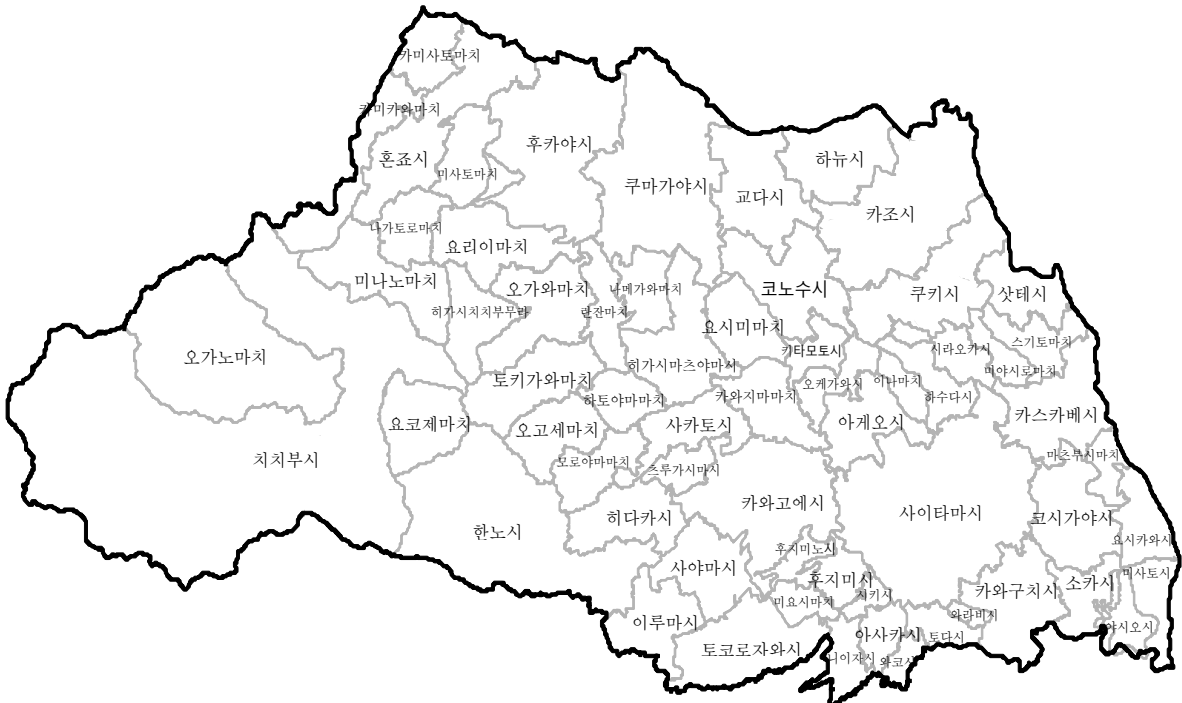 카미사토마치
카미카와마치
혼죠시
미사토마치
후카야시
쿠마가야시
교다시
하뉴시
카조시
나가토로마치
요리이마치
미나노마치
오가와마치
히가시치치부무라
란잔마치
나메가와마치
요시미마치
코노수시
쿠키시
삿테시
오가노마치
토키가와마치
히가시마츠야마시
키타모토시
시라오카시
스기토마치
미야시로마치
하토야마마치
카와지마마치
오케가와시
이나마치
하수다시
요코제마치
오고세마치
사카토시
아게오시
카스카베시
치치부시
모로야마마치
츠루가시마시
마츠부시마치
한노시
히다카시
카와고에시
사이타마시
코시가야시
요시카와시
사야마시
후지미노시
후지미시
미요시마치
시키시
카와구치시
소카시
미사토시
이루마시
토코로자와시
아사카시
니이자시
와코시
토다시
와라비시
야시오시